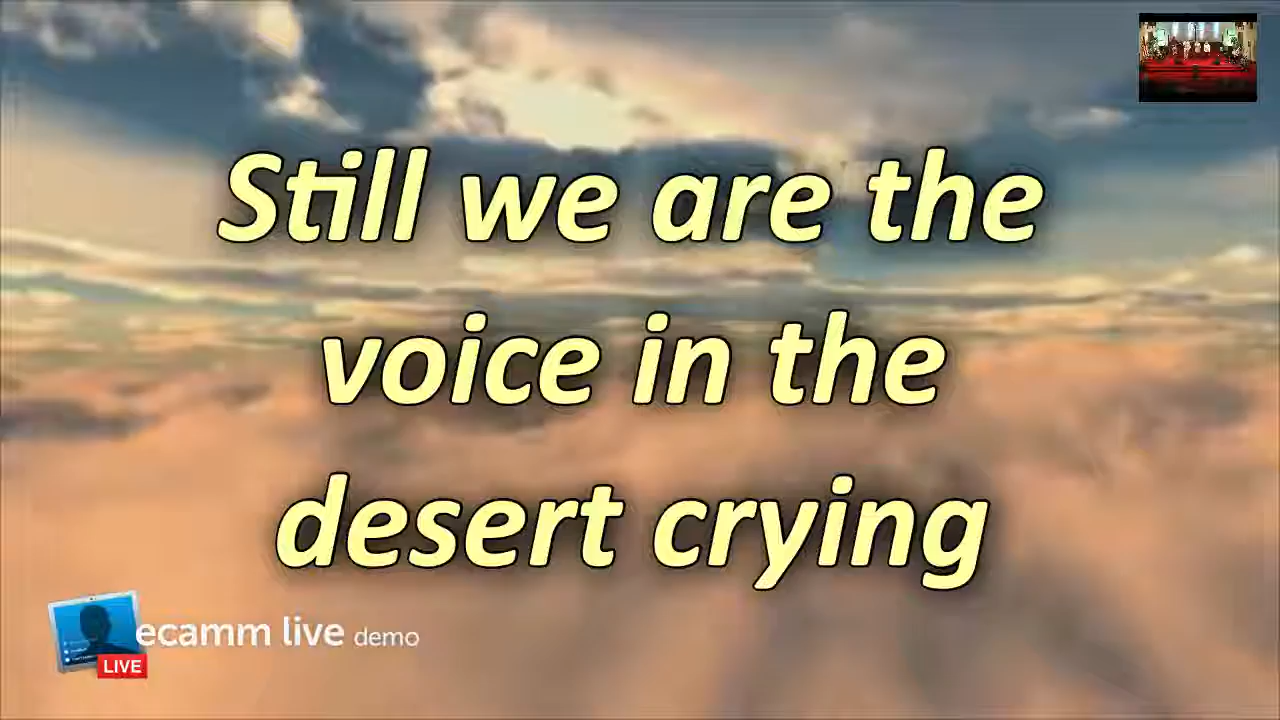 Still we are the
voice in the
desert crying
ecamm live demo
LIVE